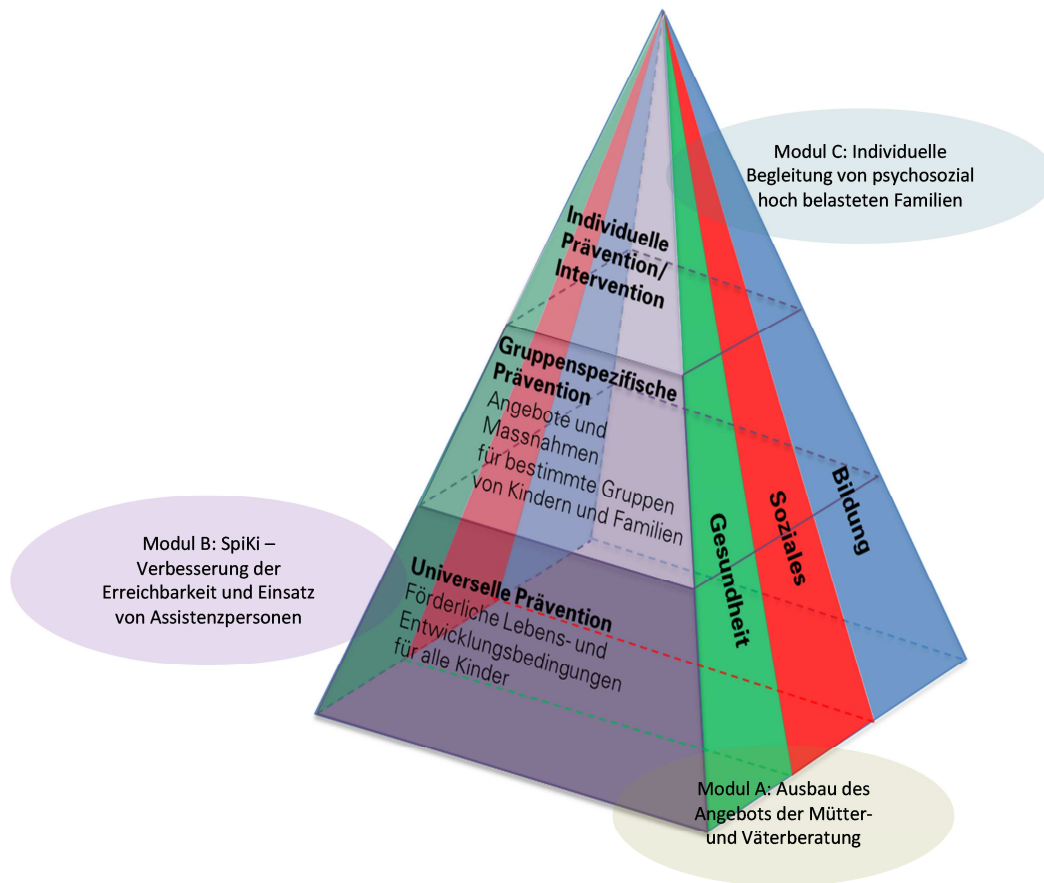 Modul C: Individuelle
Begleitung von psychosozial
hoch belasteten Familien
Individuelle
Prävention/
Intervention
Gruppenspezifische
Prävention
Angebote und
Massnahmen
für bestimmte Gruppen
von Kindern und Familien
Bildung
Soziales
Gesundheit
Modul B: SpiKi –
Verbesserung der
Erreichbarkeit und Einsatz
von Assistenzpersonen
Universelle Prävention
Förderliche Lebens- und
Entwicklungsbedingungen
für alle Kinder
Modul A: Ausbau des
Angebots der Mütter-
und Väterberatung